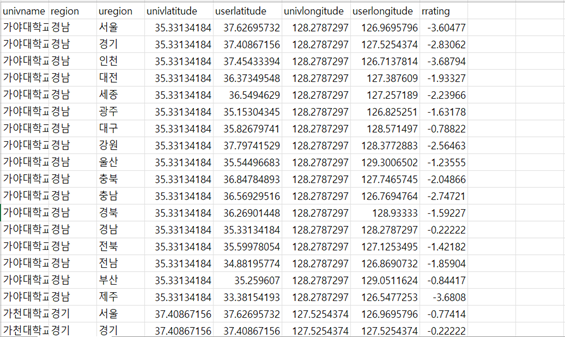 univname region uregion univlatitude userlatitude univlongitude userlongitude rrating
가야대학교 경남 서울 35.33134184 37.62695732 128.2787297 126.9695796 -3.60477
가야대학교 경남 경기 35.33134184 37.40867156 128.2787297 127.5254374 -2.83062
가야대학교 경남 인천 35.33134184 37.45433394 128.2787297 126.7137814 -3.68794
가야대학교 경남 대전 35.33134184 36.37349548 128.2787297 127.387609 -1.93327
가야대학교 경남 세종 35.33134184 36.5494629 128.2787297 127.257189 -2.23966
가야대학교 경남 광주 35.33134184 35.15304345 128.2787297 126.825251 -1.63178
가야대학교 경남 대구 35.33134184 35.82679741 128.2787297 128.571497 -0.78822
가야대학교 경남 강원 35.33134184 37.79741529 128.2787297 128.3772883 -2.56463
가야대학교 경남 울산 35.33134184 35.54496683 128.2787297 129.3006502 -1.23555
가야대학교 경남 충북 35.33134184 36.84784893 128.2787297 127.7465745 -2.04866
가야대학교 경남 충남 35.33134184 36.56929516 128.2787297 126.7694764 -2.74721
가야대학교 경남 경북 35.33134184 36.26901448 128.2787297 128.93333 -1.59227
가야대학교 경남 경남 35.33134184 35.33134184 128.2787297 128.2787297 -0.22222
가야대학교 경남 전북 35.33134184 35.59978054 128.2787297 127.1253495 -1.42182
가야대학교 경남 전남 35.33134184 34.88195774 128.2787297 126.8690732 -1.85904
가야대학교 경남 부산 35.33134184 35.259607 128.2787297 129.0511624 -0.84417
가야대학교 경남 제주 35.33134184 33.38154193 128.2787297 126.5477253 -3.6808
가천대학교 경기 서울 37.40867156 37.62695732 127.5254374 126.9695796 -0.77414
가천대학교 경기 경기 37.40867156 37.40867156 127.5254374 127.5254374 -0.22222